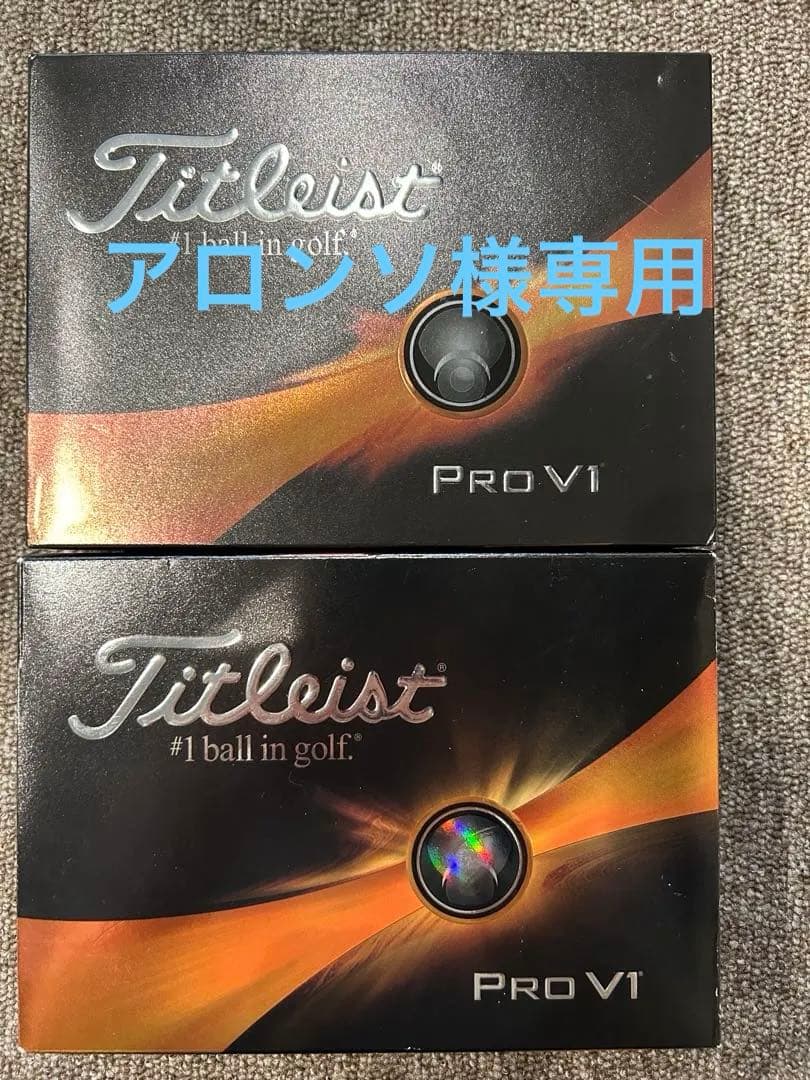 Titleist®
#1 ball in golf.®
アロンソ様専用
PRO V1
Titleist®
#1 ball in golf.®
PRO V1